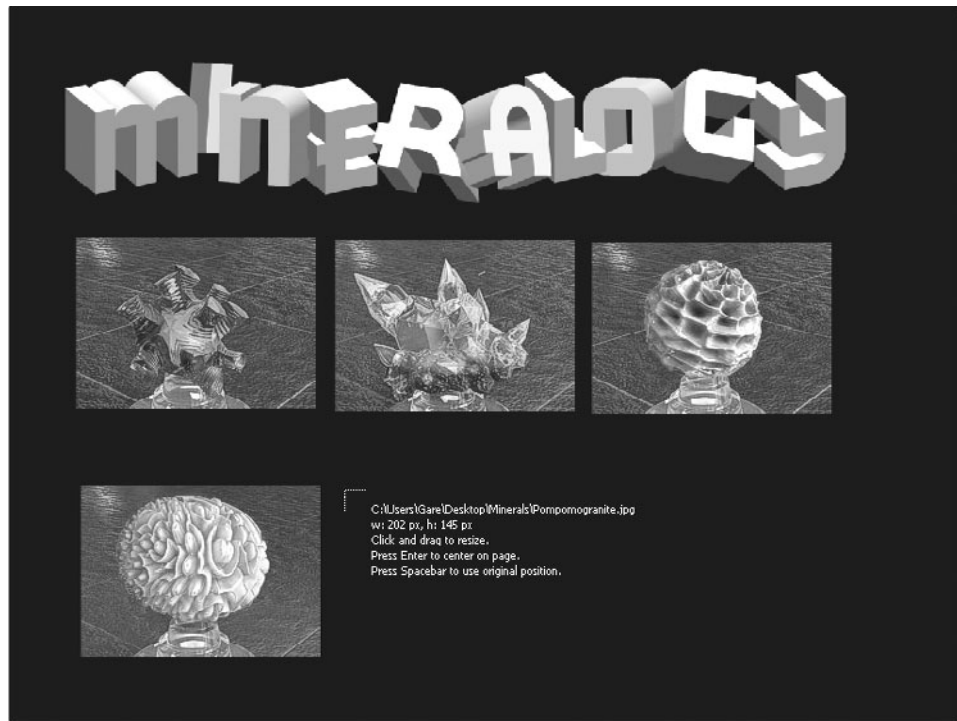 mINERALOGY
C:\Users\Gare\Desktop\Minerals\Pompomogranite.jpg
w: 202 px, h: 145 px
Click and drag to resize.
Press Enter to center on page.
Press Spacebar to use original position.